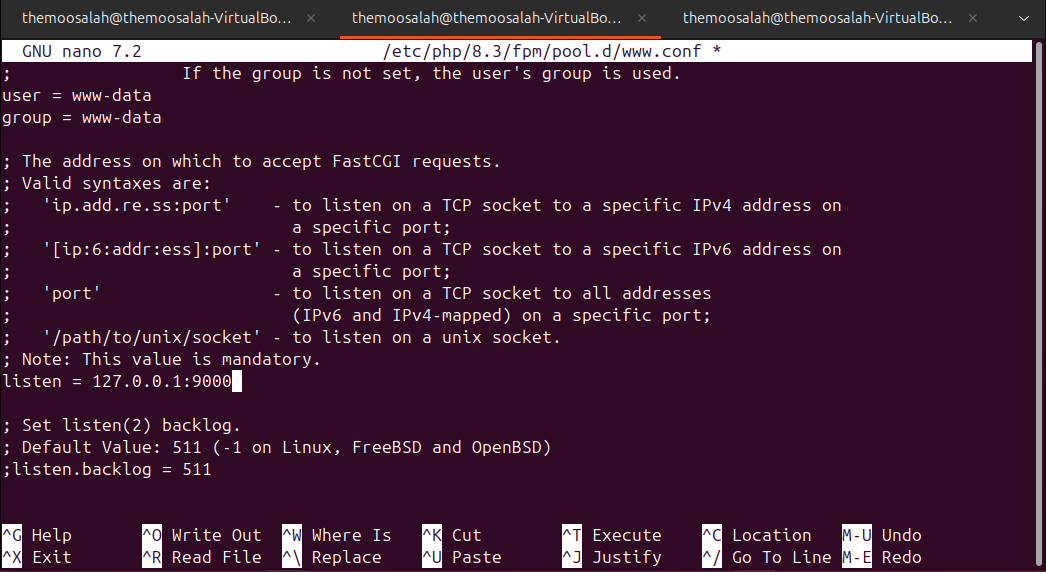 themoosalah@themoosalah-VirtualBo... × themoosalah@themoosalah-VirtualBo... × themoosalah@themoosalah-VirtualBo... ×
GNU nano 7.2 /etc/php/8.3/fpm/pool.d/www.conf *
;                 If the group is not set, the user's group is used.
user = www-data
group = www-data

; The address on which to accept FastCGI requests.
; Valid syntaxes are:
;   'ip.add.re.ss:port'    - to listen on a TCP socket to a specific IPv4 address on
;                            a specific port;
;   '[ip:6:addr:ess]:port' - to listen on a TCP socket to a specific IPv6 address on
;                            a specific port;
;   'port'                 - to listen on a TCP socket to all addresses
;                            (IPv6 and IPv4-mapped) on a specific port;
;   '/path/to/unix/socket' - to listen on a unix socket.
; Note: This value is mandatory.
listen = 127.0.0.1:9000

; Set listen(2) backlog.
; Default Value: 511 (-1 on Linux, FreeBSD and OpenBSD)
;listen.backlog = 511

^G Help ^O Write Out ^W Where Is ^K Cut ^T Execute ^C Location M-U Undo
^X Exit ^R Read File ^\ Replace ^U Paste ^J Justify ^/ Go To Line M-E Redo